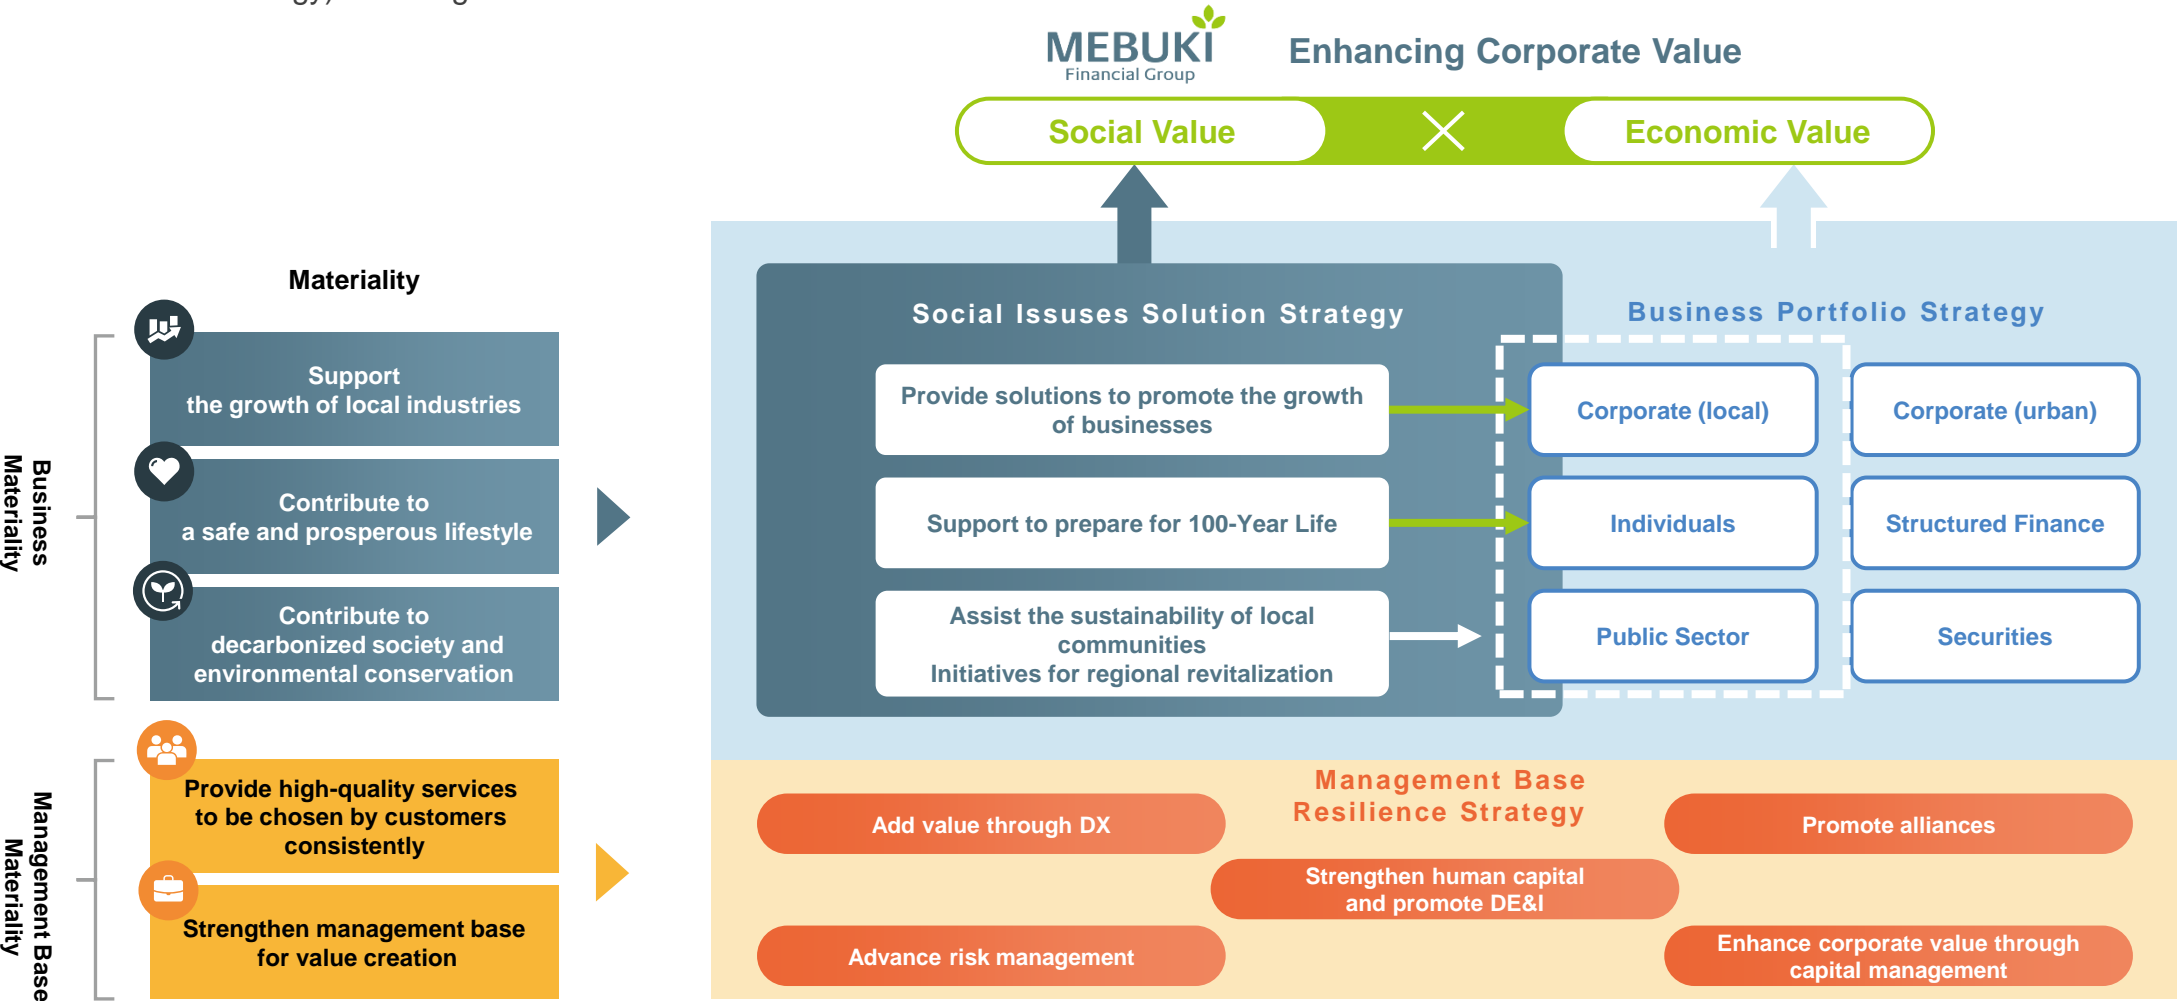 MEBUKI
Financial Group
Enhancing Corporate Value
Social Value
Economic Value
Materiality
Business
Materiality
Support
the growth of local industries
Contribute to
a safe and prosperous lifestyle
Contribute to
decarbonized society and
environmental conservation
Management Base
Materiality
Provide high-quality services
to be chosen by customers
consistently
Strengthen management base
for value creation
Social Issuses Solution Strategy
Provide solutions to promote the growth
of businesses
Support to prepare for 100-Year Life
Assist the sustainability of local
communities
Initiatives for regional revitalization
Business Portfolio Strategy
Corporate (local)
Corporate (urban)
Individuals
Structured Finance
Public Sector
Securities
Management Base
Resilience Strategy
Add value through DX
Promote alliances
Strengthen human capital
and promote DE&I
Advance risk management
Enhance corporate value through
capital management